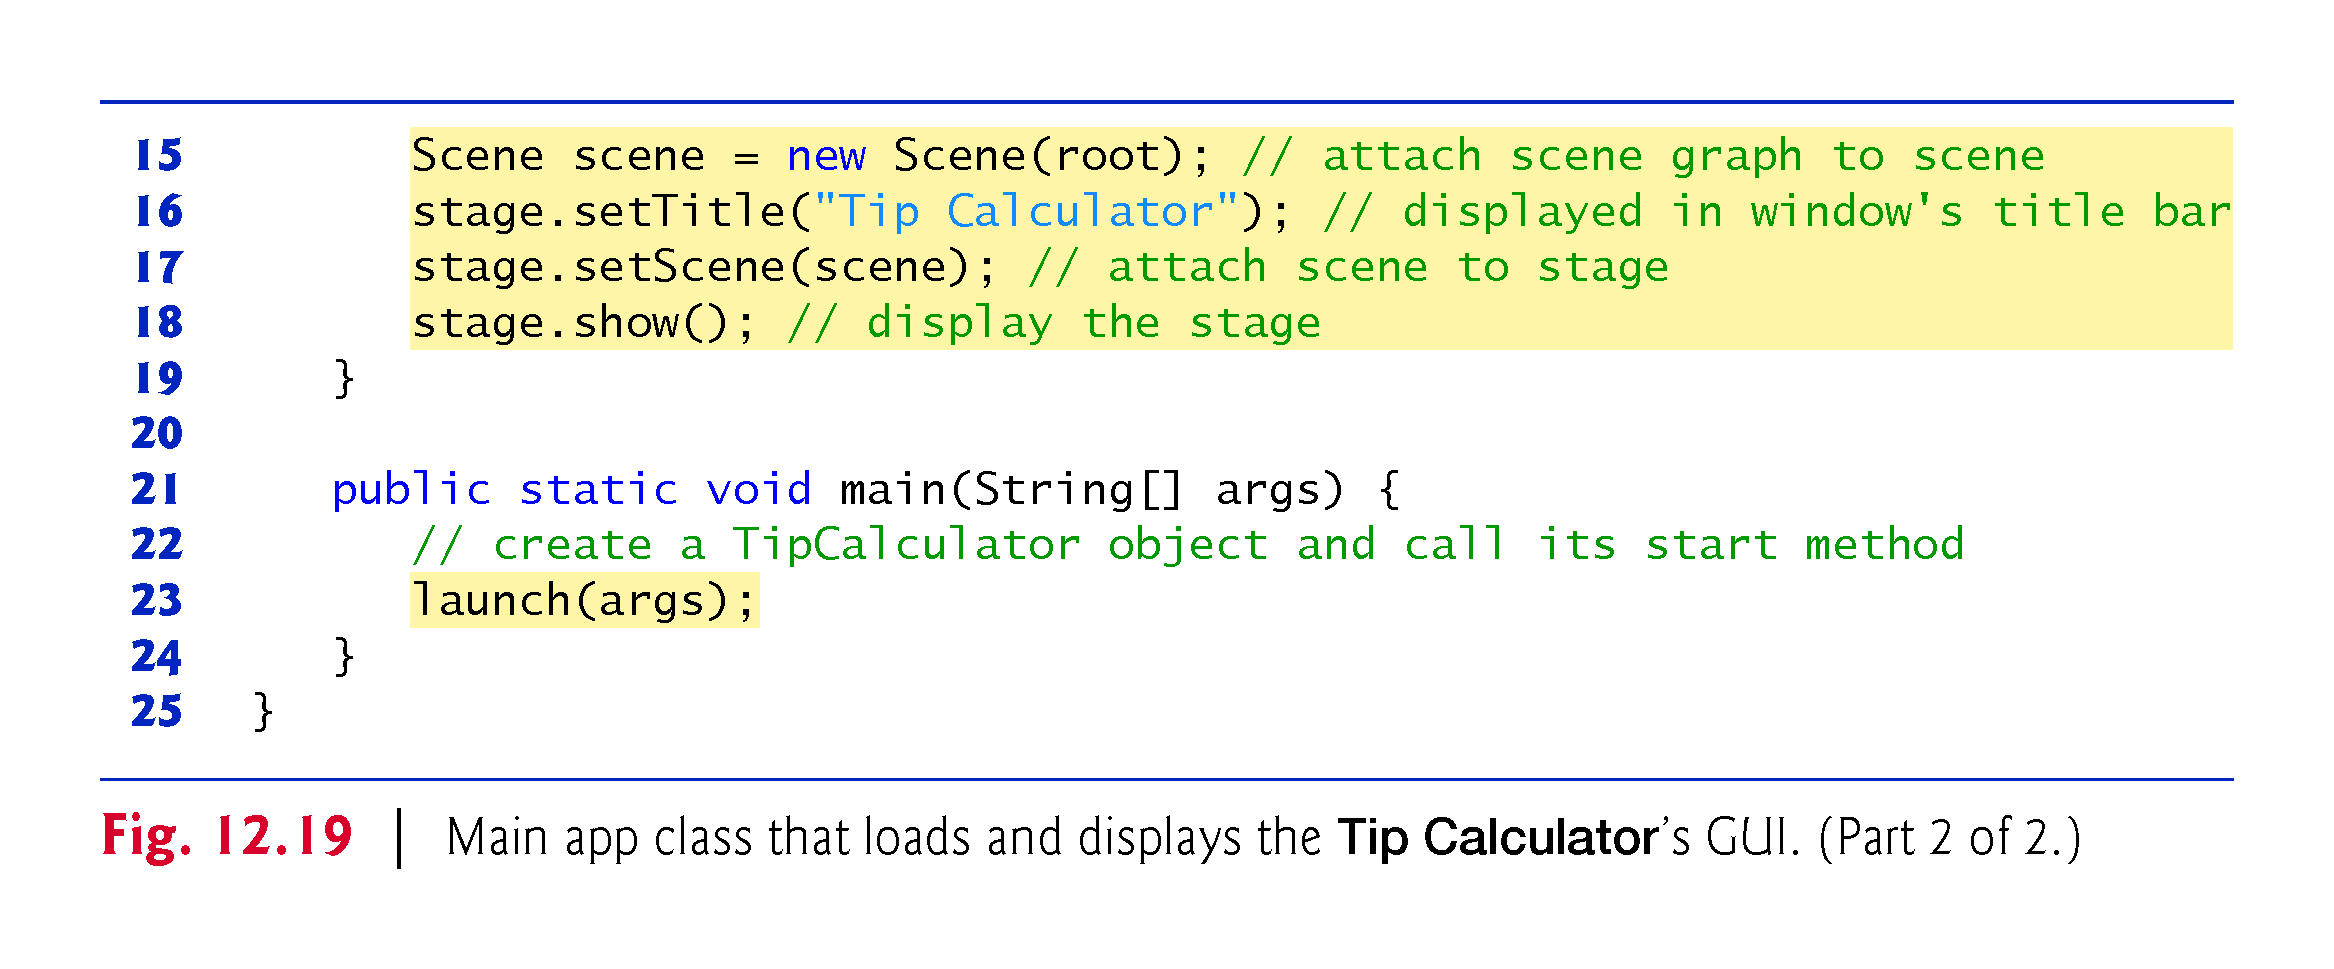 15 Scene scene = new Scene(root); // attach scene graph to scene
16 stage.setTitle("Tip Calculator"); // displayed in window's title bar
17 stage.setScene(scene); // attach scene to stage
18 stage.show(); // display the stage
19 }
20
21 public static void main(String[] args) {
22 // create a TipCalculator object and call its start method
23 launch(args);
24 }
25 }
Fig. 12.19 | Main app class that loads and displays the Tip Calculator’s GUI. (Part 2 of 2.)